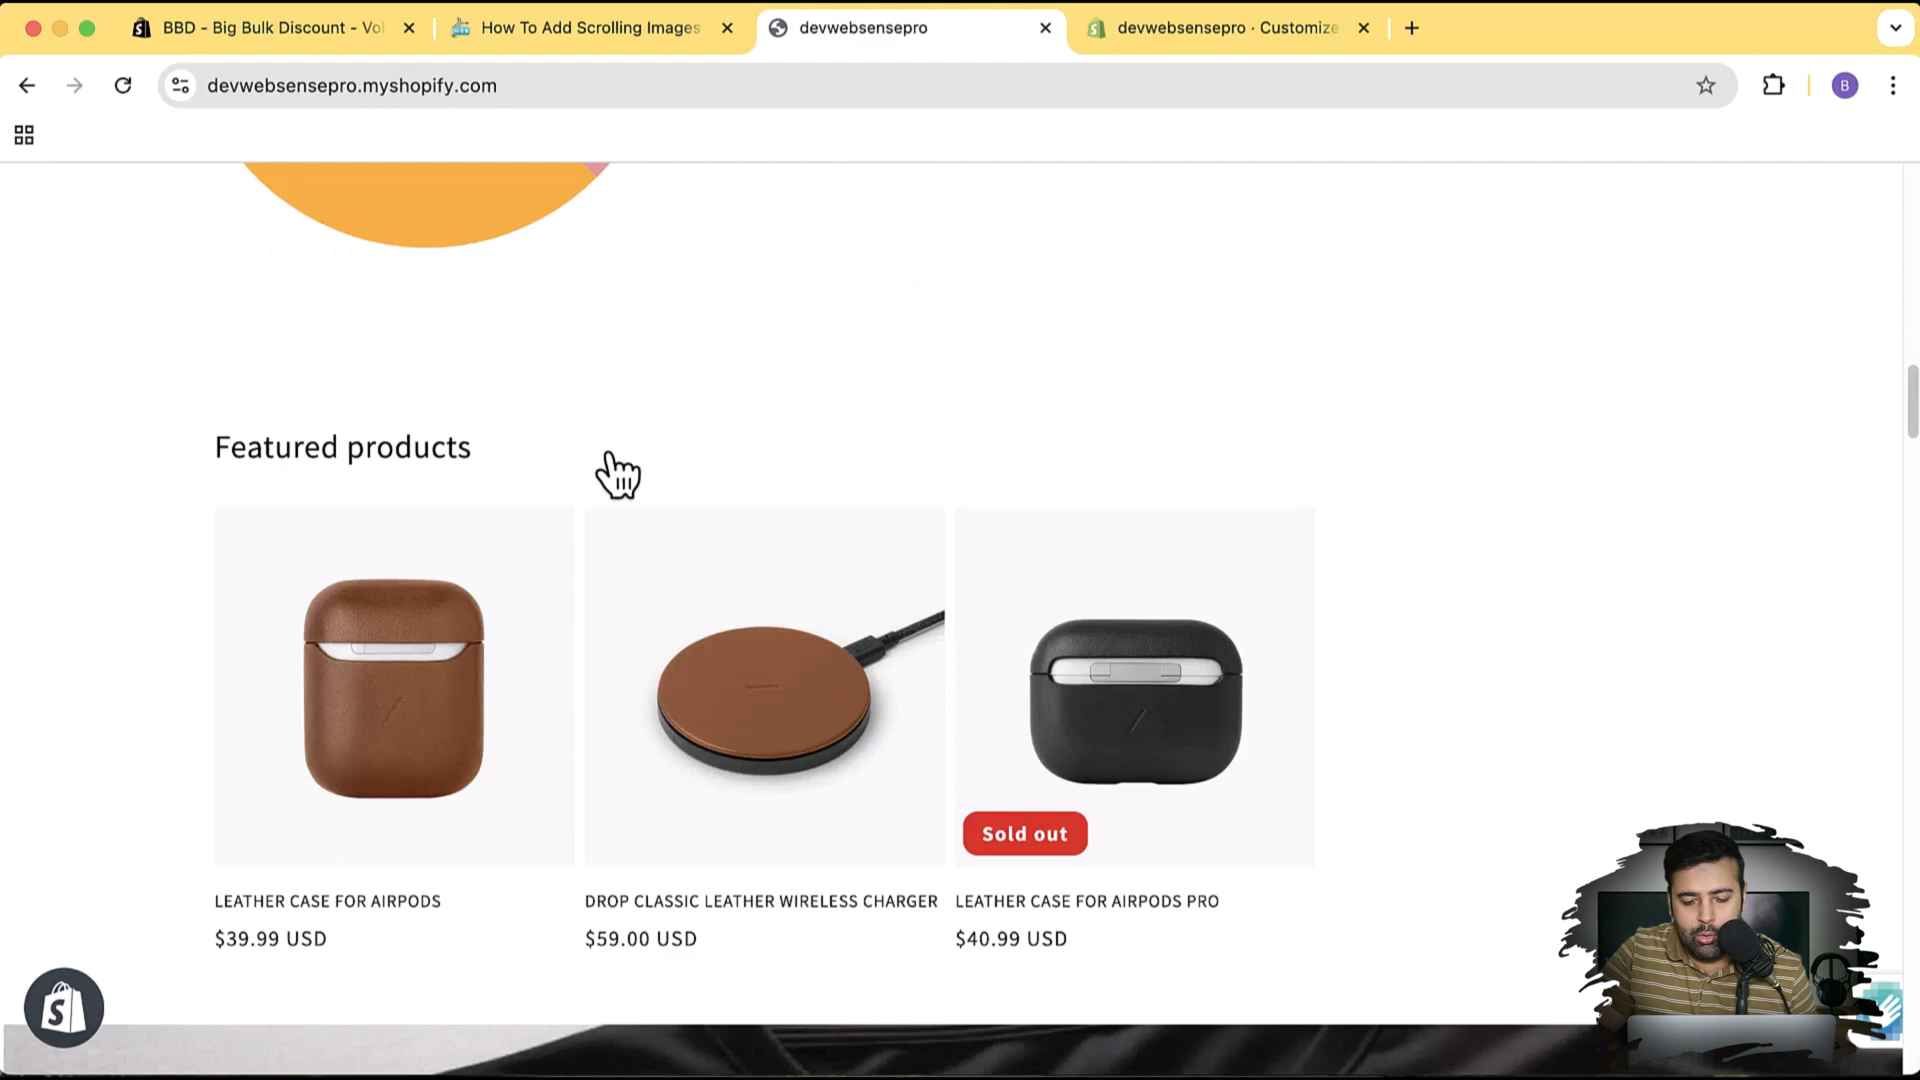 BBD - Big Bulk Discount - Vol
How To Add Scrolling Images
devwebsensepro
devwebsensepro · Customize
devwebsensepro.myshopify.com
B
Featured products
Sold out
LEATHER CASE FOR AIRPODS
$39.99 USD
DROP CLASSIC LEATHER WIRELESS CHARGER
$59.00 USD
LEATHER CASE FOR AIRPODS PRO
$40.99 USD